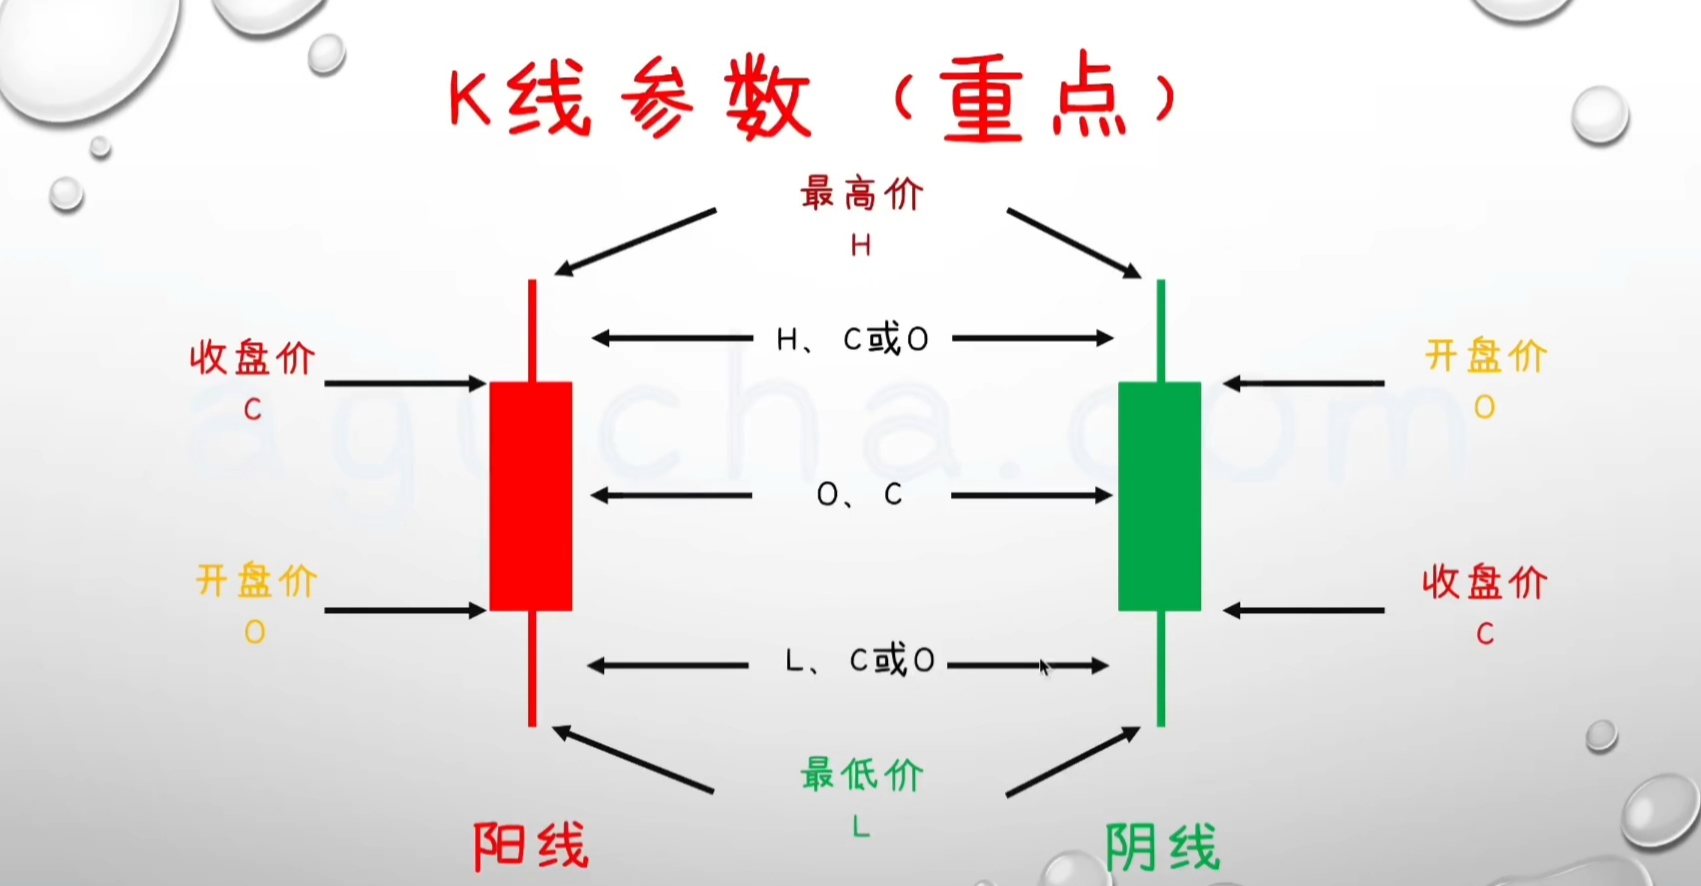 K线参数（重点）
最高价
H
H、C或O
收盘价
C
开盘价
O
agucha.com
O、C
开盘价
O
收盘价
C
L、C或O
最低价
L
阳线
阴线